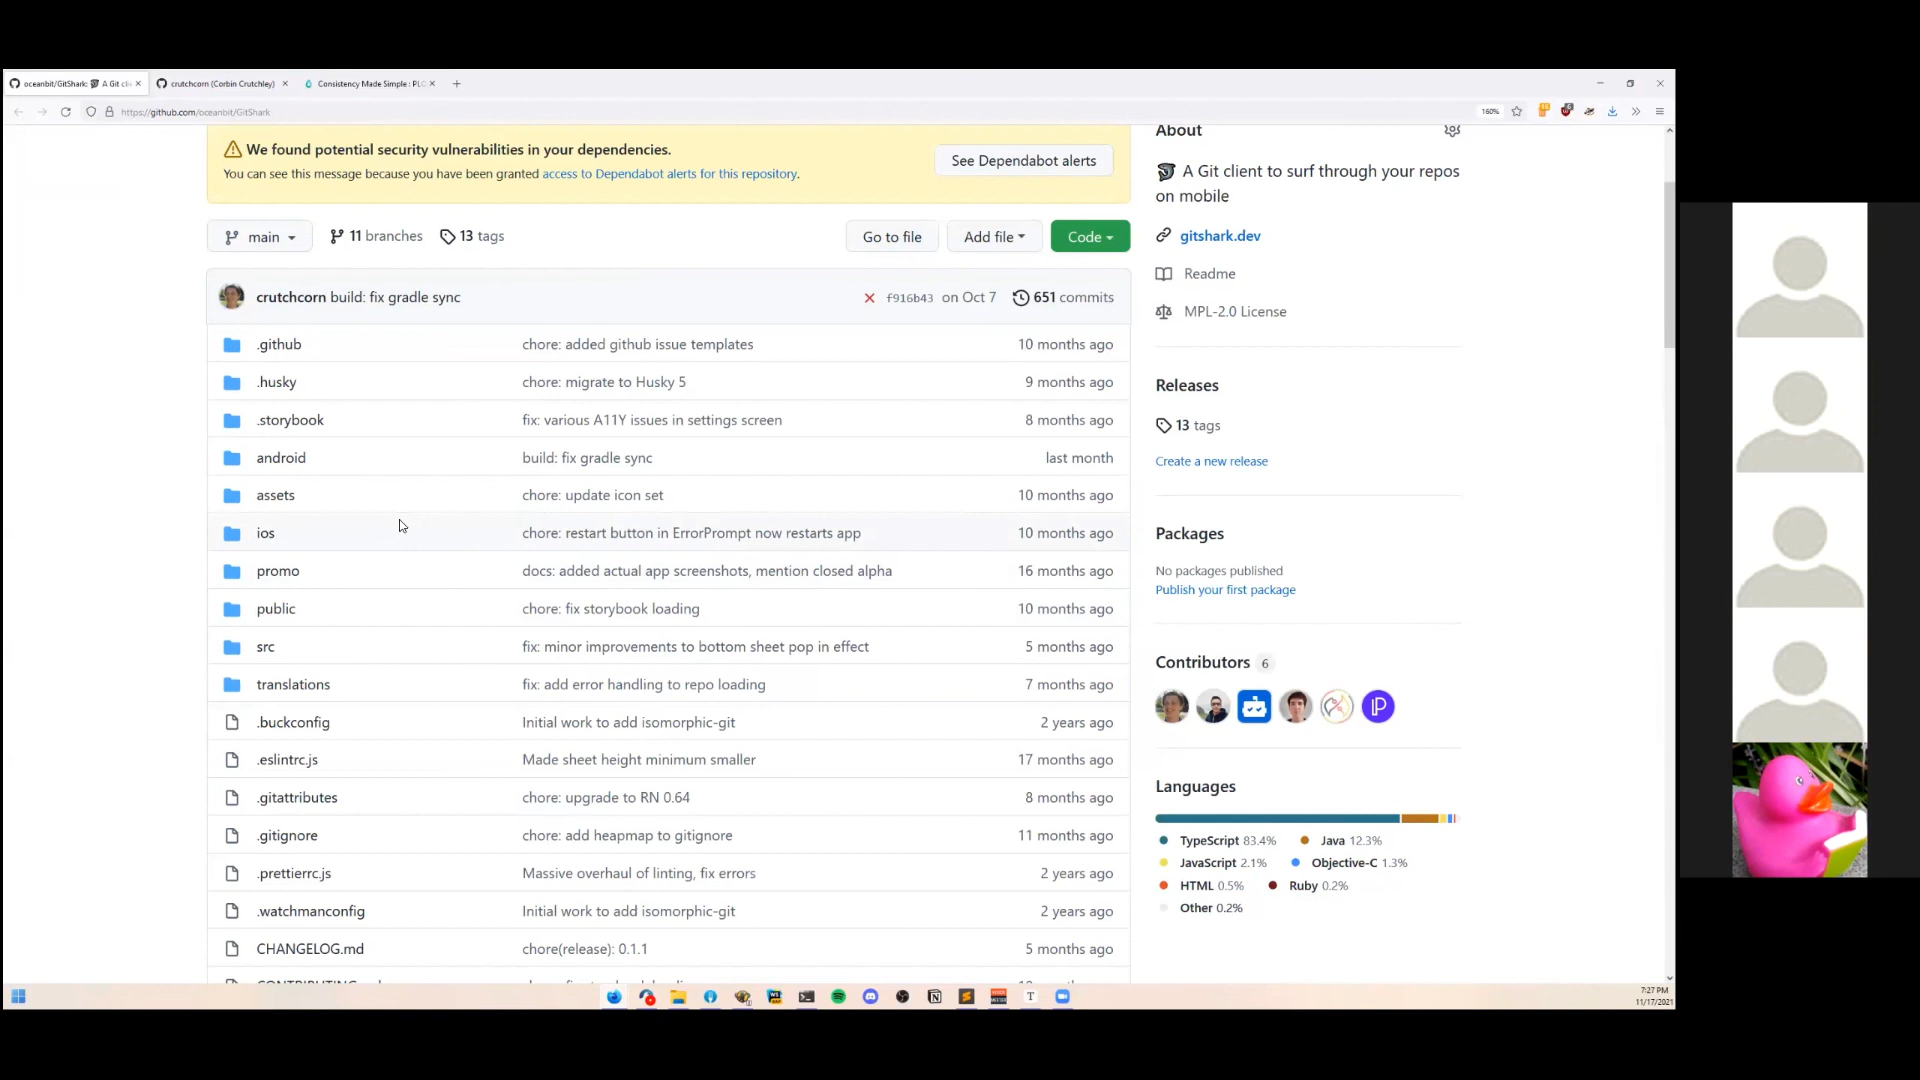 oceanbit/GitShark: A Git cli
crutchcorn (Corbin Crutchley)
Consistency Made Simple : PLO
https://github.com/oceanbit/GitShark
160%
We found potential security vulnerabilities in your dependencies.
You can see this message because you have been granted access to Dependabot alerts for this repository.
See Dependabot alerts
main
11 branches
13 tags
Go to file
Add file
Code
crutchcorn build: fix gradle sync
f916b43 on Oct 7
651 commits
.github chore: added github issue templates 10 months ago
.husky chore: migrate to Husky 5 9 months ago
.storybook fix: various A11Y issues in settings screen 8 months ago
android build: fix gradle sync last month
assets chore: update icon set 10 months ago
ios chore: restart button in ErrorPrompt now restarts app 10 months ago
promo docs: added actual app screenshots, mention closed alpha 16 months ago
public chore: fix storybook loading 10 months ago
src fix: minor improvements to bottom sheet pop in effect 5 months ago
translations fix: add error handling to repo loading 7 months ago
.buckconfig Initial work to add isomorphic-git 2 years ago
.eslintrc.js Made sheet height minimum smaller 17 months ago
.gitattributes chore: upgrade to RN 0.64 8 months ago
.gitignore chore: add heapmap to gitignore 11 months ago
.prettierrc.js Massive overhaul of linting, fix errors 2 years ago
.watchmanconfig Initial work to add isomorphic-git 2 years ago
CHANGELOG.md chore(release): 0.1.1 5 months ago
About
A Git client to surf through your repos
on mobile
gitshark.dev
Readme
MPL-2.0 License
Releases
13 tags
Create a new release
Packages
No packages published
Publish your first package
Contributors 6
Languages
TypeScript 83.4% Java 12.3%
JavaScript 2.1% Objective-C 1.3%
HTML 0.5% Ruby 0.2%
Other 0.2%
7:27 PM
11/17/2021